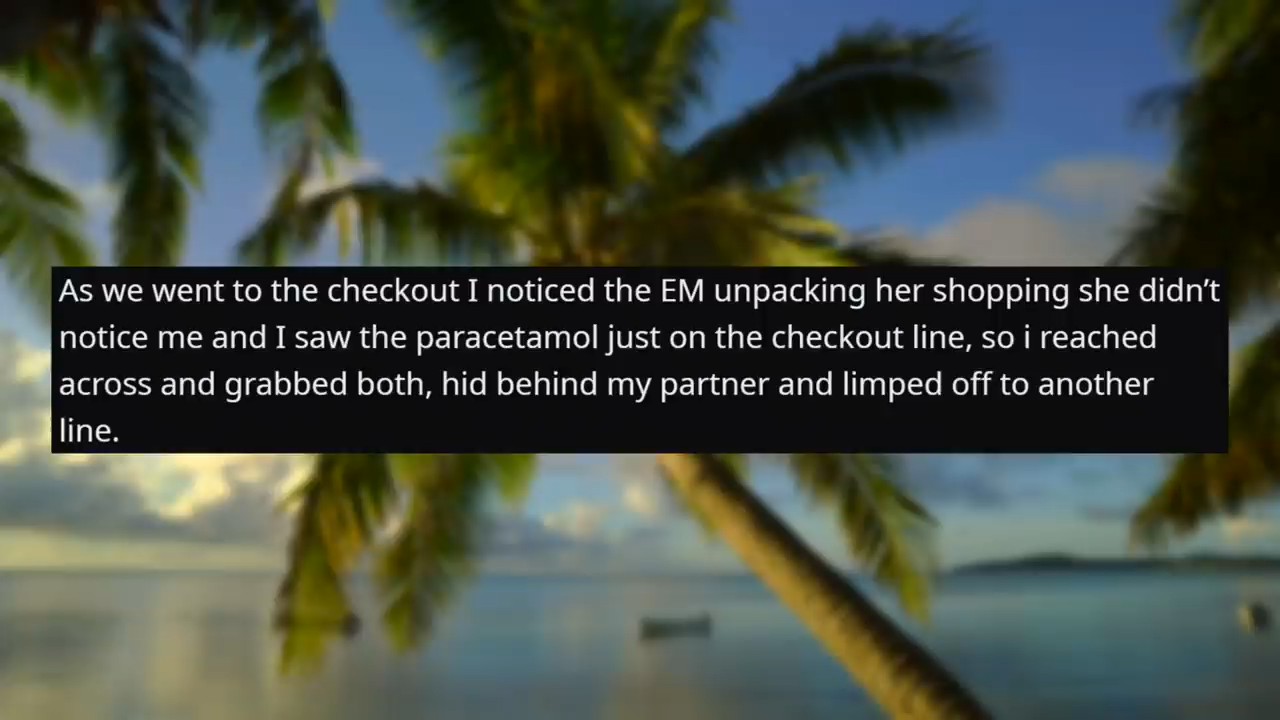 As we went to the checkout I noticed the EM unpacking her shopping she didn’t
notice me and I saw the paracetamol just on the checkout line, so i reached
across and grabbed both, hid behind my partner and limped off to another
line.